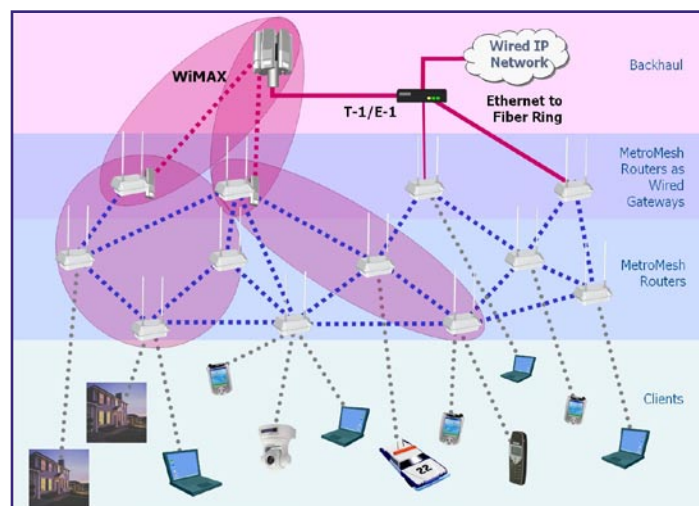 WiMAX
Wired IP
Network
Backhaul
T-1/E-1
Ethernet to
Fiber Ring
MetroMesh
Routers as
Wired
Gateways
MetroMesh
Routers
Clients
22